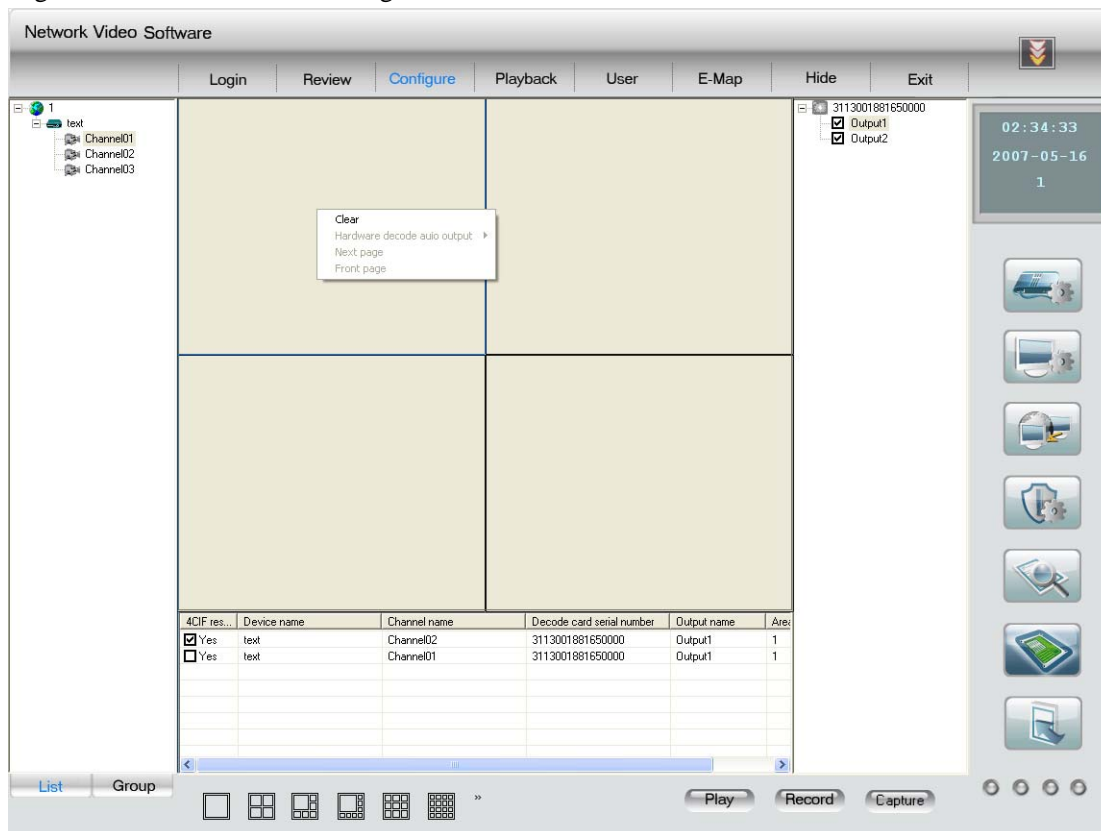 Network Video Software
Login Review Configure Playback User E-Map Hide Exit
1
text
Channel01
Channel02
Channel03
3113001881650000
Output1
Output2
02:34:33
2007-05-16
1
Clear
Hardware decode auio output
Next page
Front page
4CIF res... Device name Channel name Decode card serial number Output name Area
Yes text Channel02 3113001881650000 Output1 1
Yes text Channel01 3113001881650000 Output1 1
List Group
»
Play Record Capture